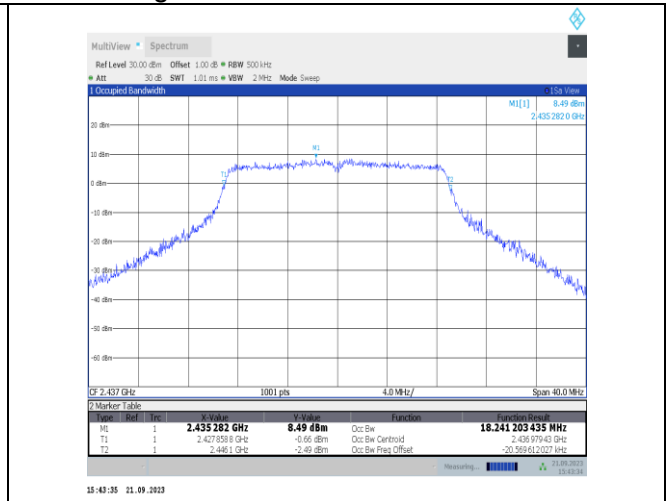 MultiView Spectrum
Ref Level 30.00 dBm Offset 1.00 dB RBW 500 kHz
Att 30 dB SWT 1.01 ms VBW 2 MHz Mode Sweep
1 Occupied Bandwidth 1Sa View
M1[1] 8.49 dBm
2.435 282 0 GHz
20 dBm
M1
10 dBm
T1
T2
0 dBm
-10 dBm
-20 dBm
-30 dBm
-40 dBm
-50 dBm
-60 dBm
CF 2.437 GHz 1001 pts 4.0 MHz/ Span 40.0 MHz
2 Marker Table
Type Ref Trc X-Value Y-Value Function Function Result
M1 1 2.435 282 GHz 8.49 dBm Occ Bw 18.241 203 435 MHz
T1 1 2.427 858 8 GHz -0.66 dBm Occ Bw Centroid 2.436 979 43 GHz
T2 1 2.446 1 GHz -2.49 dBm Occ Bw Freq Offset -20.569 612 027 kHz
Measuring... 21.09.2023
15:43:34
15:43:35 21.09.2023